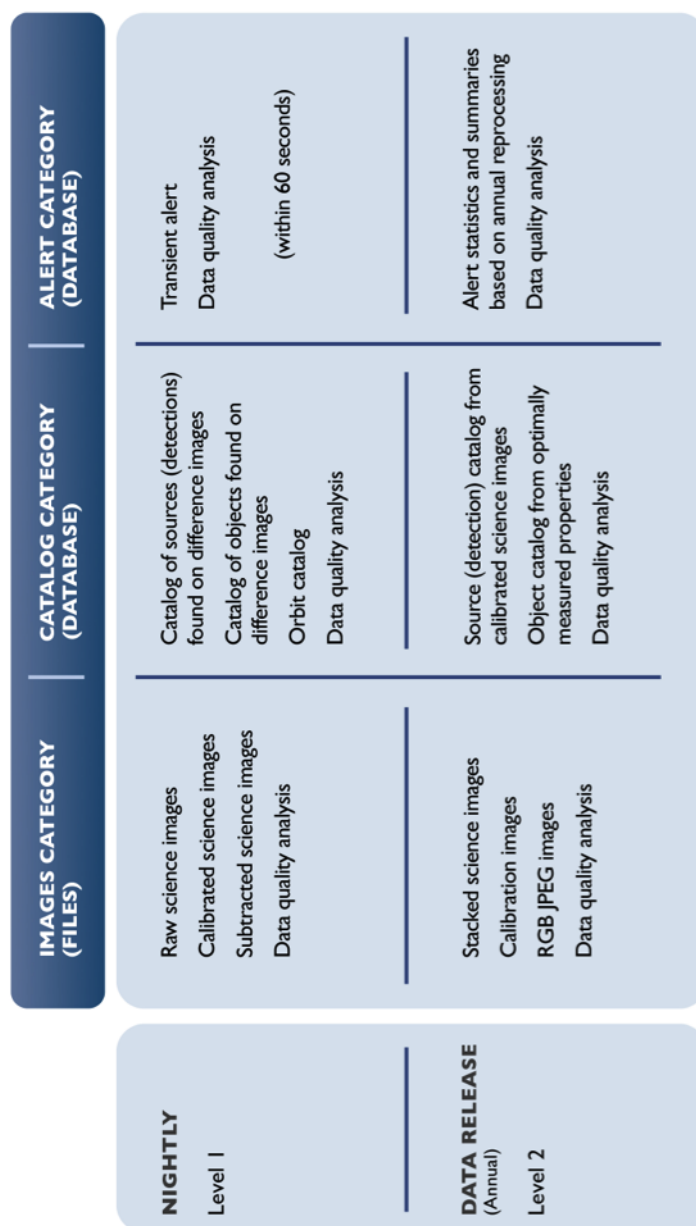 IMAGES CATEGORY
(FILES)
CATALOG CATEGORY
(DATABASE)
ALERT CATEGORY
(DATABASE)
NIGHTLY
Level 1
Raw science images
Calibrated science images
Subtracted science images
Data quality analysis
Catalog of sources (detections)
found on difference images
Catalog of objects found on
difference images
Orbit catalog
Data quality analysis
Transient alert
Data quality analysis
(within 60 seconds)
DATA RELEASE
(Annual)
Level 2
Stacked science images
Calibration images
RGB JPEG images
Data quality analysis
Source (detection) catalog from
calibrated science images
Object catalog from optimally
measured properties
Data quality analysis
Alert statistics and summaries
based on annual reprocessing
Data quality analysis